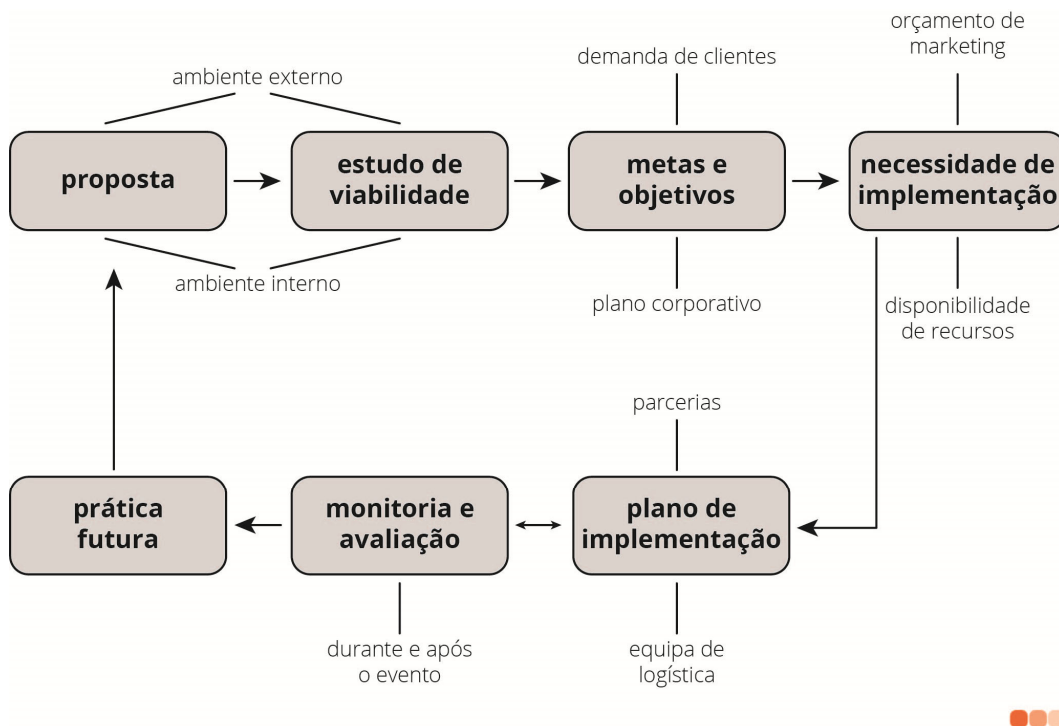 orçamento de
marketing
demanda de clientes
ambiente externo
proposta
estudo de
viabilidade
metas e
objetivos
necessidade de
implementação
ambiente interno
plano corporativo
disponibilidade
de recursos
parcerias
prática
futura
monitoria e
avaliação
plano de
implementação
durante e após
o evento
equipa de
logística